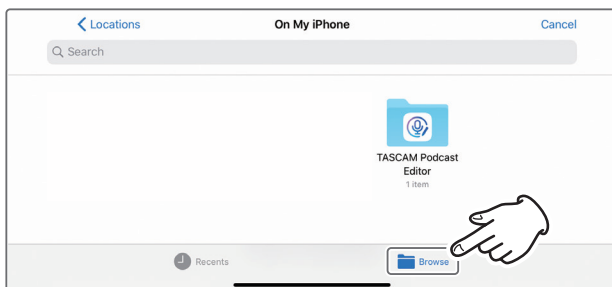 Locations
On My iPhone
Cancel
Search
TASCAM Podcast
Editor
1 item
Recents
Browse